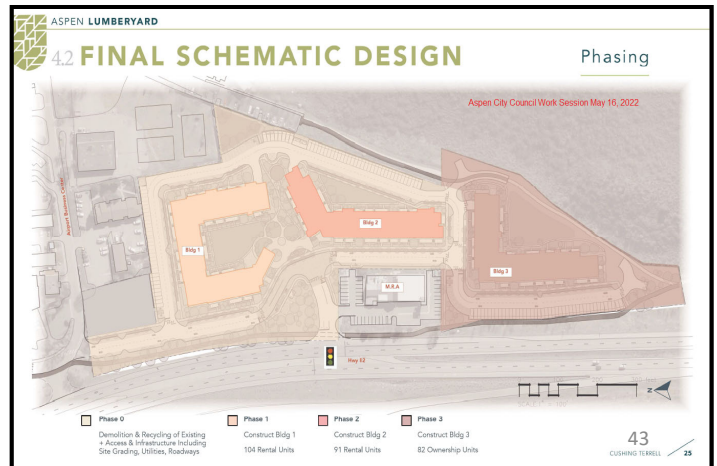 ASPEN LUMBERYARD
4.2 FINAL SCHEMATIC DESIGN
Phasing
Aspen City Council Work Session May 16, 2022
Airport Business Center
Bldg 1
Bldg 2
Bldg 3
M.R.A
Hwy 82
N
Phase 0
Demolition & Recycling of Existing
+ Access & Infrastructure Including
Site Grading, Utilities, Roadways
Phase 1
Construct Bldg 1
104 Rental Units
Phase 2
Construct Bldg 2
91 Rental Units
Phase 3
Construct Bldg 3
82 Ownership Units
43
CUSHING TERRELL
25